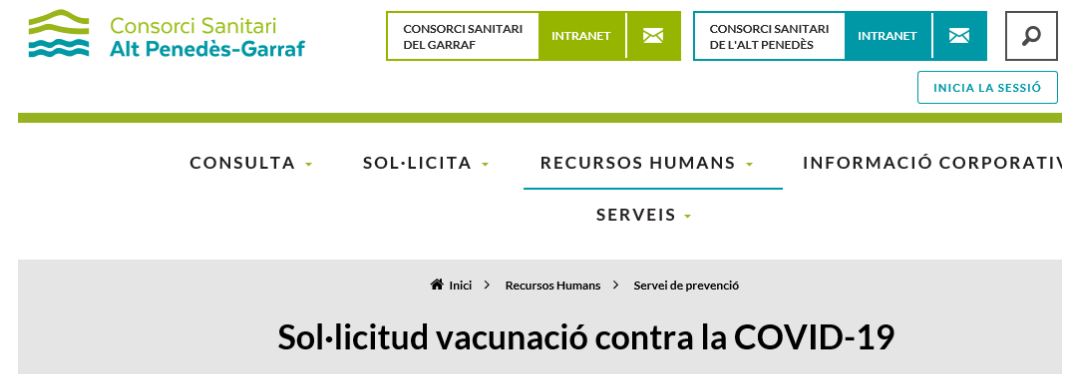 Consorci Sanitari
Alt Penedès-Garraf
CONSORCI SANITARI
DEL GARRAF
INTRANET
CONSORCI SANITARI
DE L'ALT PENEDÈS
INTRANET
INICIA LA SESSIÓ
CONSULTA
SOL·LICITA
RECURSOS HUMANS
INFORMACIÓ CORPORATIV
SERVEIS
Inici > Recursos Humans > Servei de prevenció
Sol·licitud vacunació contra la COVID-19